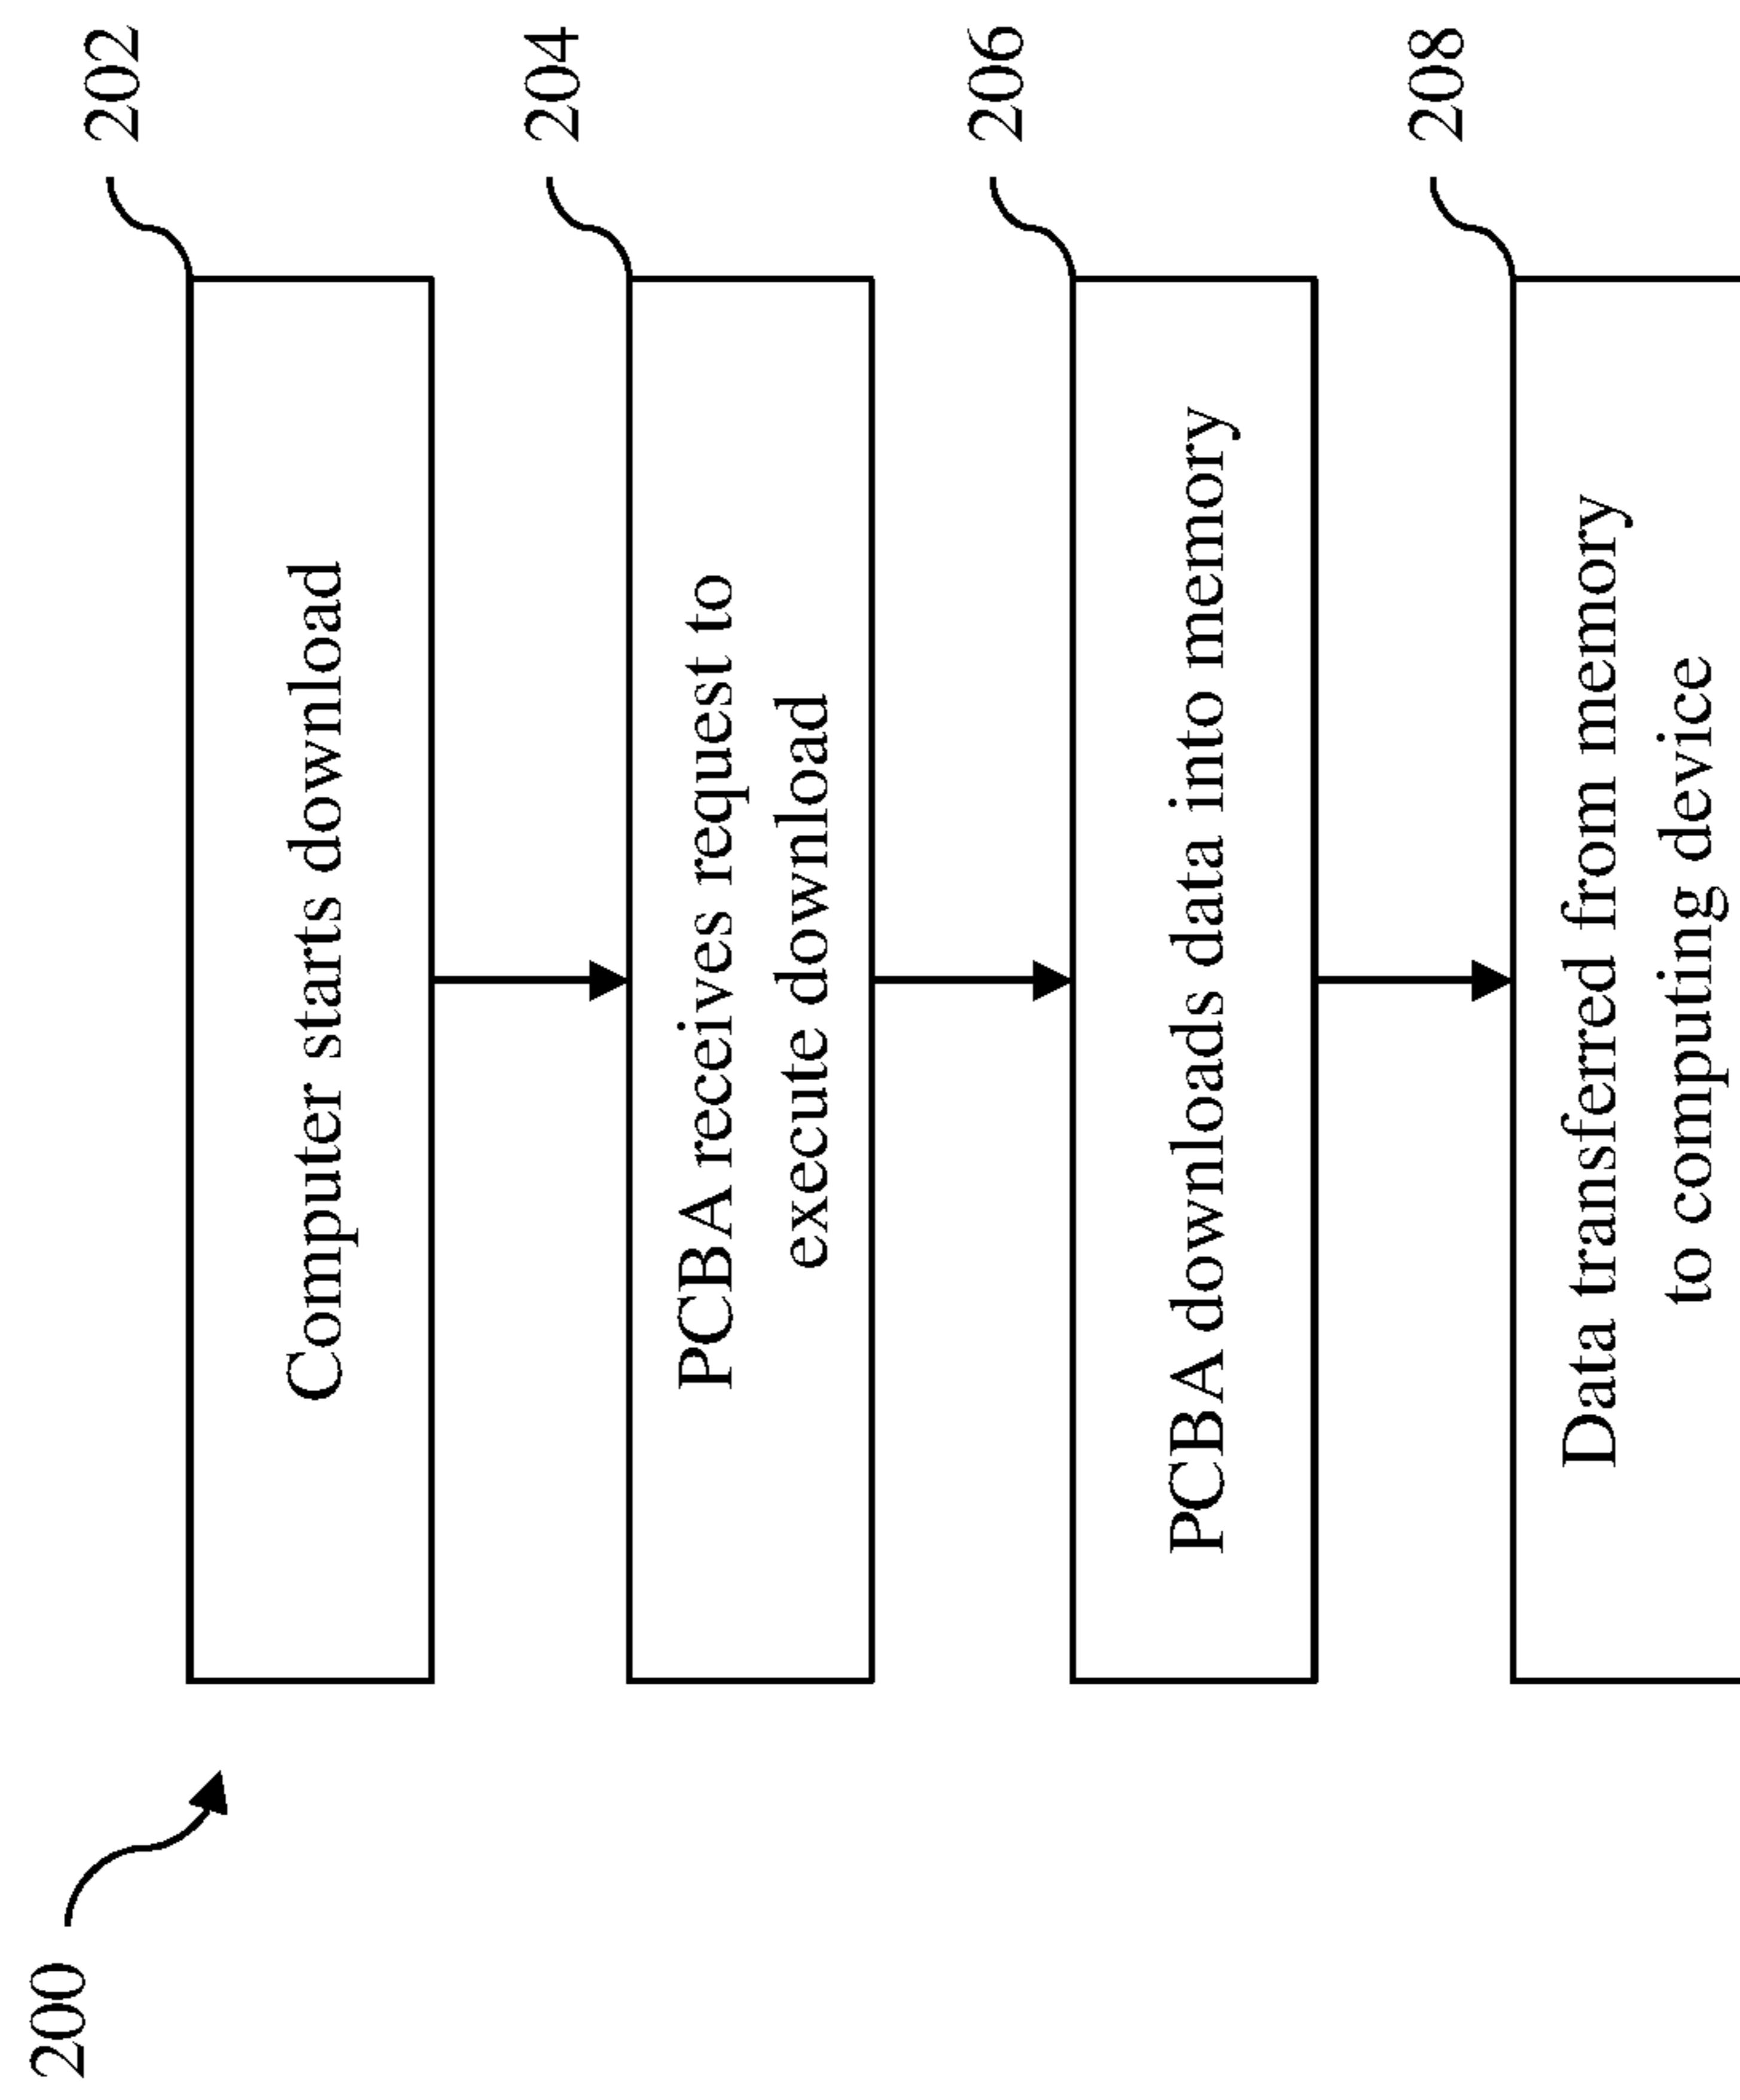 200
202
Computer starts download
204
PCBA receives request to
execute download
206
PCBA downloads data into memory
208
Data transferred from memory
to computing device